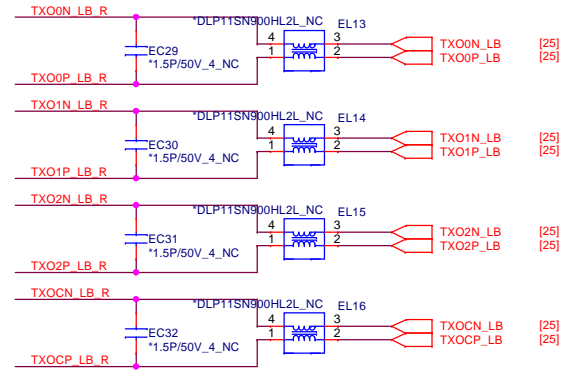 TXO0N_LB_R
*DLP11SN900HL2L_NC EL13
4 3 TXO0N_LB [25]
EC29 1 2 TXO0P_LB [25]
*1.5P/50V_4_NC
TXO0P_LB_R
TXO1N_LB_R
*DLP11SN900HL2L_NC EL14
4 3 TXO1N_LB [25]
EC30 1 2 TXO1P_LB [25]
*1.5P/50V_4_NC
TXO1P_LB_R
TXO2N_LB_R
*DLP11SN900HL2L_NC EL15
4 3 TXO2N_LB [25]
EC31 1 2 TXO2P_LB [25]
*1.5P/50V_4_NC
TXO2P_LB_R
TXOCN_LB_R
*DLP11SN900HL2L_NC EL16
4 3 TXOCN_LB [25]
EC32 1 2 TXOCP_LB [25]
*1.5P/50V_4_NC
TXOCP_LB_R